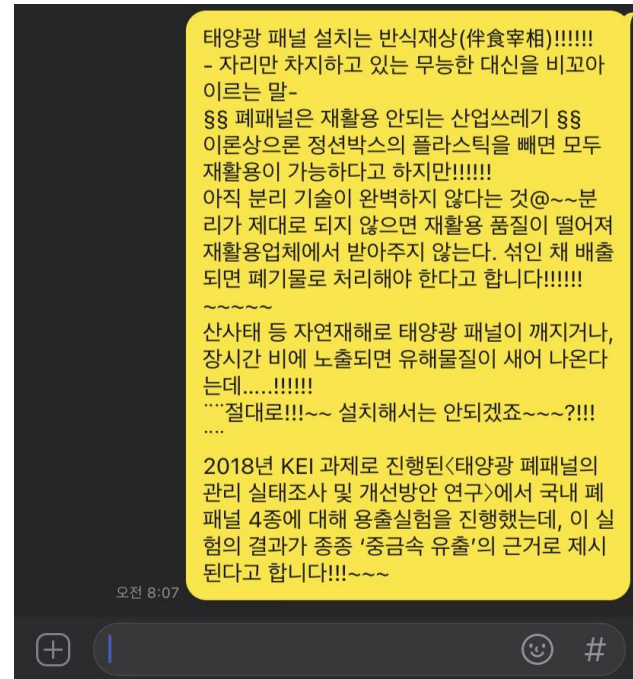 태양광 패널 설치는 반식재상(伴食宰相)!!!!!!
- 자리만 차지하고 있는 무능한 대신을 비꼬아
이르는 말-
§§ 폐패널은 재활용 안되는 산업쓰레기 §§
이론상으론 정션박스의 플라스틱을 빼면 모두
재활용이 가능하다고 하지만!!!!!!
아직 분리 기술이 완벽하지 않다는 것@~~분
리가 제대로 되지 않으면 재활용 품질이 떨어져
재활용업체에서 받아주지 않는다. 섞인 채 배출
되면 폐기물로 처리해야 한다고 합니다!!!!!!
~~~~~
산사태 등 자연재해로 태양광 패널이 깨지거나,
장시간 비에 노출되면 유해물질이 새어 나온다
는데.....!!!!!!
¨¨절대로!!!~~ 설치해서는 안되겠죠~~~?!!!
¨¨
2018년 KEI 과제로 진행된〈태양광 폐패널의
관리 실태조사 및 개선방안 연구〉에서 국내 폐
패널 4종에 대해 용출실험을 진행했는데, 이 실
험의 결과가 종종 ‘중금속 유출’의 근거로 제시
된다고 합니다!!!~~~
오전 8:07
#